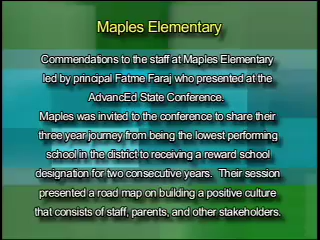 Maples Elementary
Commendations to the staff at Maples Elementary
led by principal Fatme Faraj who presented at the
AdvancEd State Conference.
Maples was invited to the conference to share their
three year journey from being the lowest performing
school in the district to receiving a reward school
designation for two consecutive years.  Their session
presented a road map on building a positive culture
that consists of staff, parents, and other stakeholders.